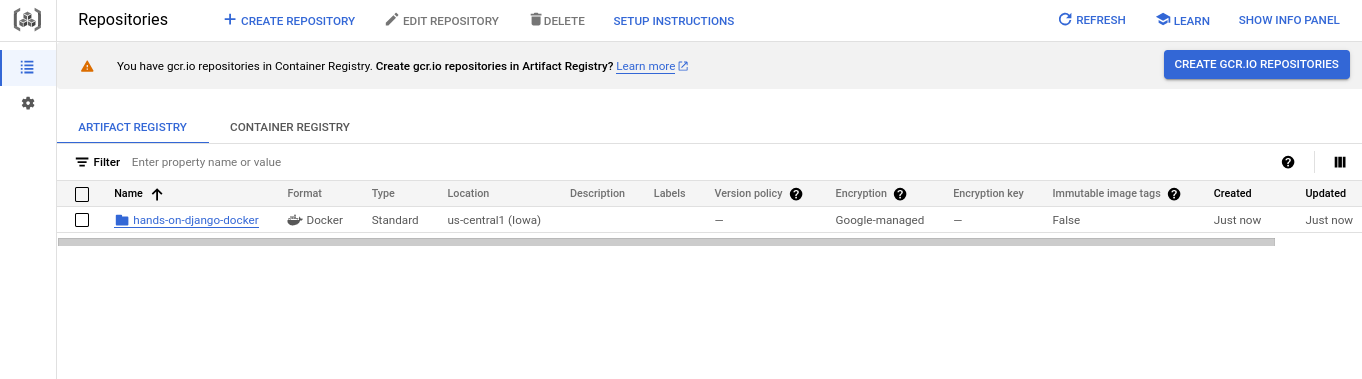 Repositories CREATE REPOSITORY EDIT REPOSITORY DELETE SETUP INSTRUCTIONS REFRESH LEARN SHOW INFO PANEL
You have gcr.io repositories in Container Registry. Create gcr.io repositories in Artifact Registry? Learn more CREATE GCR.IO REPOSITORIES
ARTIFACT REGISTRY CONTAINER REGISTRY
Filter Enter property name or value
Name Format Type Location Description Labels Version policy Encryption Encryption key Immutable image tags Created Updated
hands-on-django-docker Docker Standard us-central1 (Iowa) — Google-managed — False Just now Just now